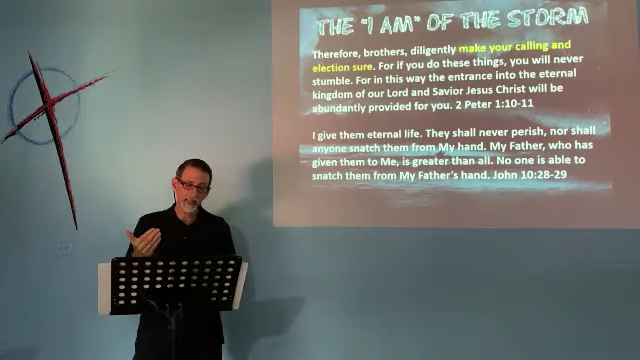 THE "I AM" OF THE STORM
Therefore, brothers, diligently make your calling and
election sure. For if you do these things, you will never
stumble. For in this way the entrance into the eternal
kingdom of our Lord and Savior Jesus Christ will be
abundantly provided for you. 2 Peter 1:10-11
I give them eternal life. They shall never perish, nor shall
anyone snatch them from My hand. My Father, who has
given them to Me, is greater than all. No one is able to
snatch them from My Father's hand. John 10:28-29